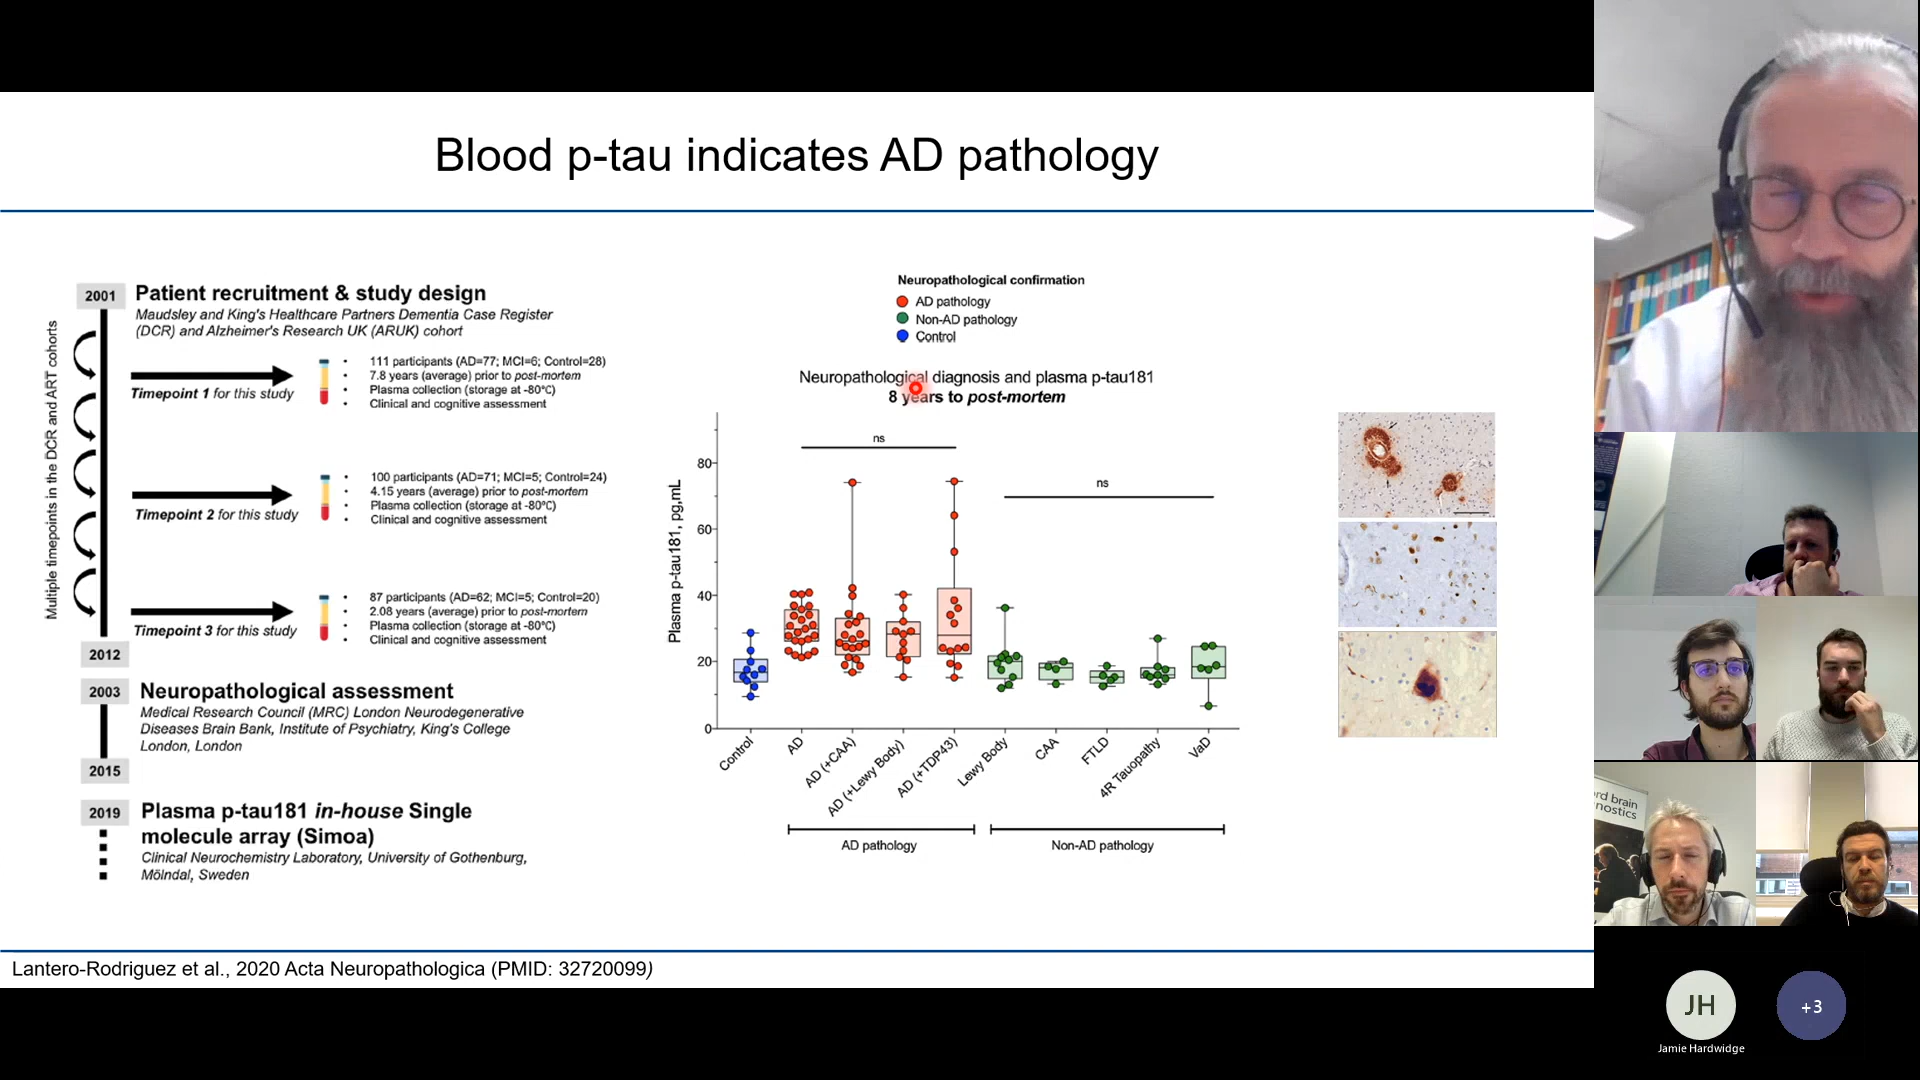 Blood p-tau indicates AD pathology
Multiple timepoints in the DCR and ART cohorts
2001
Patient recruitment & study design
Maudsley and King's Healthcare Partners Dementia Case Register
(DCR) and Alzheimer's Research UK (ARUK) cohort
Timepoint 1 for this study
• 111 participants (AD=77; MCI=6; Control=28)
• 7.8 years (average) prior to post-mortem
• Plasma collection (storage at -80°C)
• Clinical and cognitive assessment
Timepoint 2 for this study
• 100 participants (AD=71; MCI=5; Control=24)
• 4.15 years (average) prior to post-mortem
• Plasma collection (storage at -80°C)
• Clinical and cognitive assessment
Timepoint 3 for this study
• 87 participants (AD=62; MCI=5; Control=20)
• 2.08 years (average) prior to post-mortem
• Plasma collection (storage at -80°C)
• Clinical and cognitive assessment
2012
2003
Neuropathological assessment
Medical Research Council (MRC) London Neurodegenerative
Diseases Brain Bank, Institute of Psychiatry, King's College
London, London
2015
2019
Plasma p-tau181 in-house Single
molecule array (Simoa)
Clinical Neurochemistry Laboratory, University of Gothenburg,
Mölndal, Sweden
Neuropathological confirmation
AD pathology
Non-AD pathology
Control
Neuropathological diagnosis and plasma p-tau181
8 years to post-mortem
Plasma p-tau181, pg,mL
ns
ns
80
60
40
20
0
Control
AD
AD (+CAA)
AD (+Lewy Body)
AD (+TDP43)
Lewy Body
CAA
FTLD
4R Tauopathy
VaD
AD pathology
Non-AD pathology
Lantero-Rodriguez et al., 2020 Acta Neuropathologica (PMID: 32720099)
rd brain
nostics
JH
+3
Jamie Hardwidge